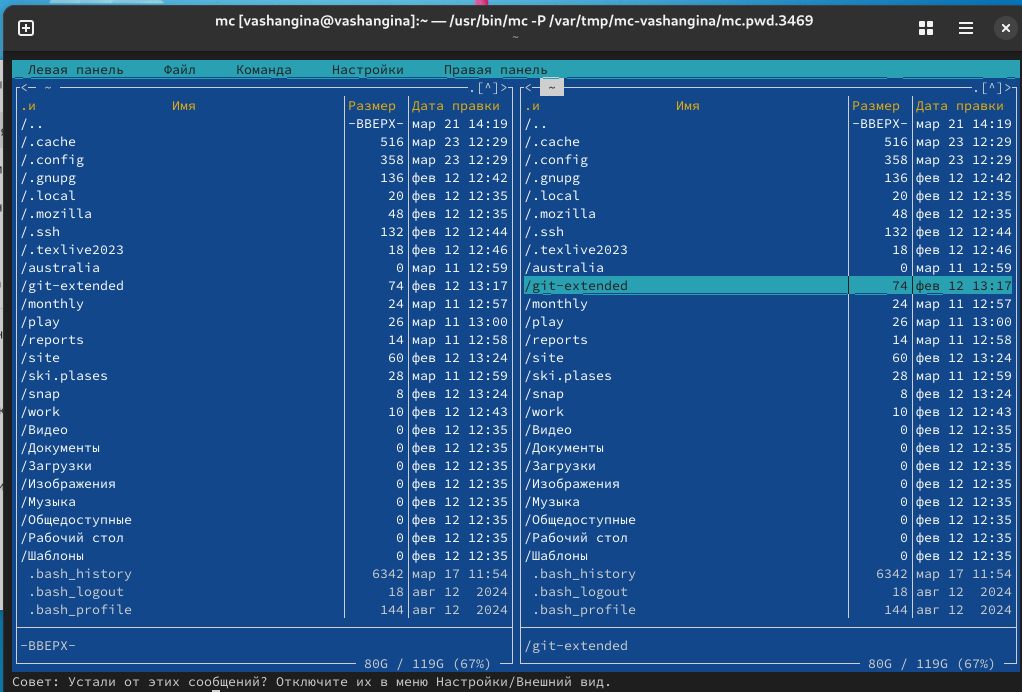 mc [vashangina@vashangina]:~ — /usr/bin/mc -P /var/tmp/mc-vashangina/mc.pwd.3469
~
Левая панель Файл Команда Настройки Правая панель
<— ~ .[^]> <— ~ .[^]>
.и Имя Размер Дата правки .и Имя Размер Дата правки
/.. -ВВЕРХ- мар 21 14:19 /.. -ВВЕРХ- мар 21 14:19
/.cache 516 мар 23 12:29 /.cache 516 мар 23 12:29
/.config 358 мар 23 12:29 /.config 358 мар 23 12:29
/.gnupg 136 фев 12 12:42 /.gnupg 136 фев 12 12:42
/.local 20 фев 12 12:35 /.local 20 фев 12 12:35
/.mozilla 48 фев 12 12:35 /.mozilla 48 фев 12 12:35
/.ssh 132 фев 12 12:44 /.ssh 132 фев 12 12:44
/.texlive2023 18 фев 12 12:46 /.texlive2023 18 фев 12 12:46
/australia 0 мар 11 12:59 /australia 0 мар 11 12:59
/git-extended 74 фев 12 13:17 /git-extended 74 фев 12 13:17
/monthly 24 мар 11 12:57 /monthly 24 мар 11 12:57
/play 26 мар 11 13:00 /play 26 мар 11 13:00
/reports 14 мар 11 12:58 /reports 14 мар 11 12:58
/site 60 фев 12 13:24 /site 60 фев 12 13:24
/ski.plases 28 мар 11 12:59 /ski.plases 28 мар 11 12:59
/snap 8 фев 12 13:24 /snap 8 фев 12 13:24
/work 10 фев 12 12:43 /work 10 фев 12 12:43
/Видео 0 фев 12 12:35 /Видео 0 фев 12 12:35
/Документы 0 фев 12 12:35 /Документы 0 фев 12 12:35
/Загрузки 0 фев 12 12:35 /Загрузки 0 фев 12 12:35
/Изображения 0 фев 12 12:35 /Изображения 0 фев 12 12:35
/Музыка 0 фев 12 12:35 /Музыка 0 фев 12 12:35
/Общедоступные 0 фев 12 12:35 /Общедоступные 0 фев 12 12:35
/Рабочий стол 0 фев 12 12:35 /Рабочий стол 0 фев 12 12:35
/Шаблоны 0 фев 12 12:35 /Шаблоны 0 фев 12 12:35
.bash_history 6342 мар 17 11:54 .bash_history 6342 мар 17 11:54
.bash_logout 18 авг 12 2024 .bash_logout 18 авг 12 2024
.bash_profile 144 авг 12 2024 .bash_profile 144 авг 12 2024
-ВВЕРХ- /git-extended
80G / 119G (67%) 80G / 119G (67%)
Совет: Устали от этих сообщений? Отключите их в меню Настройки/Внешний вид.